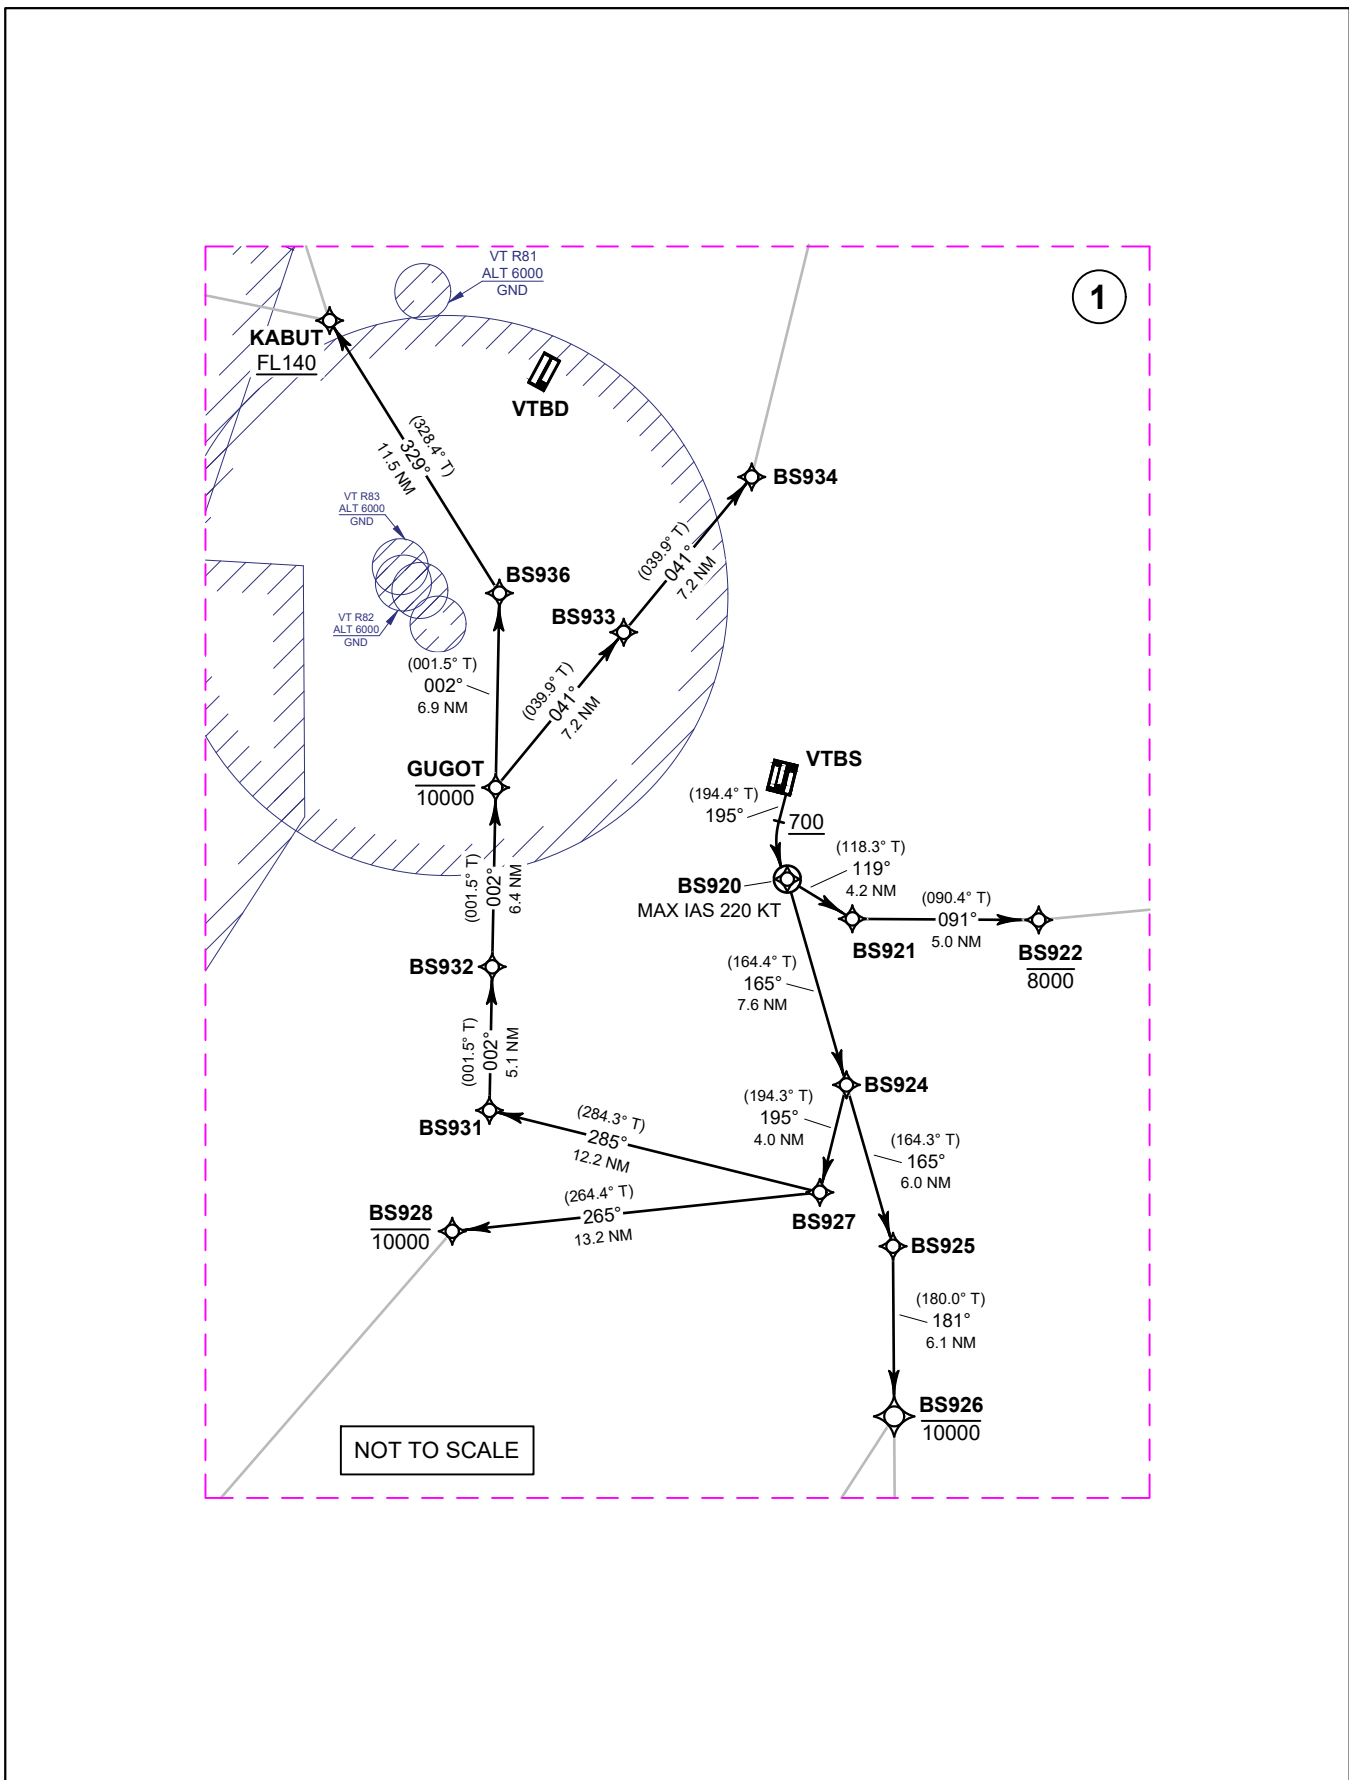 VT R81
ALT 6000
GND
1
KABUT
FL140
VTBD
(328.4° T)
329°
11.5 NM
BS934
VT R83
ALT 6000
GND
(039.9° T)
041°
7.2 NM
BS936
BS933
VT R82
ALT 6000
GND
(001.5° T)
002°
6.9 NM
(039.9° T)
041°
7.2 NM
GUGOT
10000
VTBS
(194.4° T)
195°
700
(118.3° T)
119°
4.2 NM
BS920
MAX IAS 220 KT
(090.4° T)
091°
5.0 NM
BS921
BS922
8000
(001.5° T)
002°
6.4 NM
BS932
(164.4° T)
165°
7.6 NM
(001.5° T)
002°
5.1 NM
BS924
BS931
(284.3° T)
285°
12.2 NM
(194.3° T)
195°
4.0 NM
(164.3° T)
165°
6.0 NM
(264.4° T)
265°
13.2 NM
BS927
BS928
10000
BS925
(180.0° T)
181°
6.1 NM
BS926
10000
NOT TO SCALE